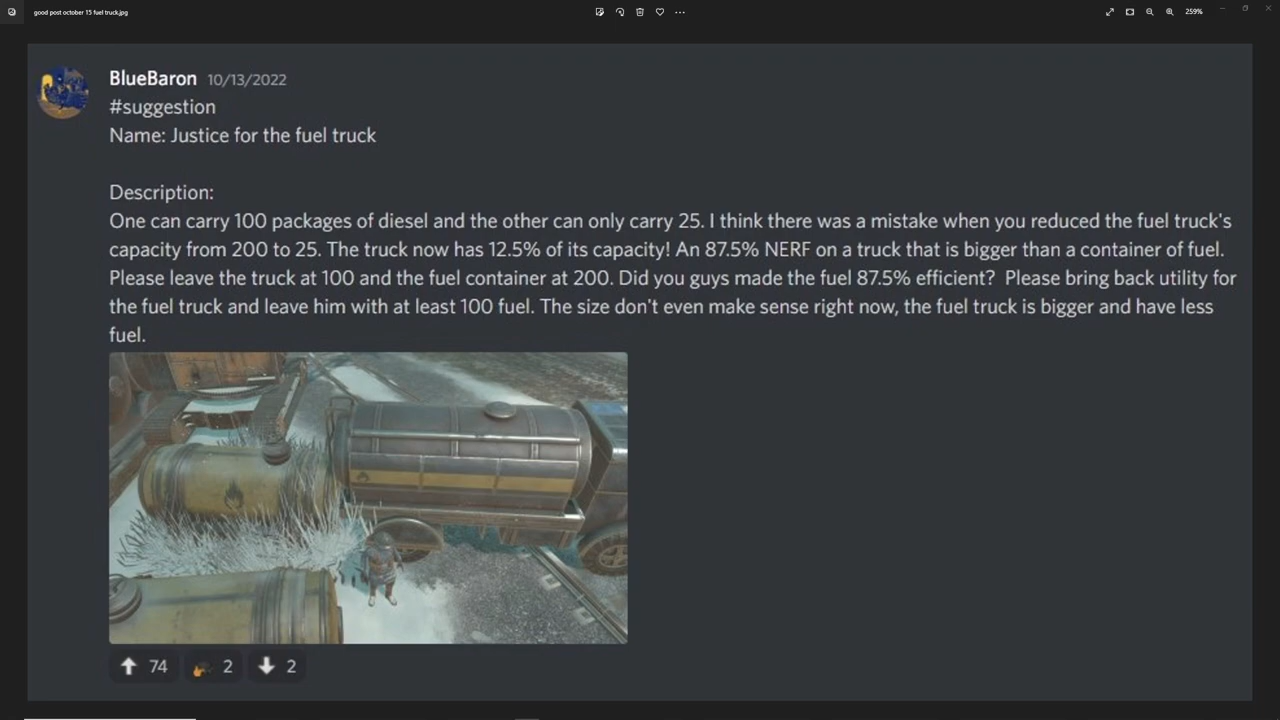 good post october 15 fuel truck.jpg
259%
BlueBaron 10/13/2022
#suggestion
Name: Justice for the fuel truck
Description:
One can carry 100 packages of diesel and the other can only carry 25. I think there was a mistake when you reduced the fuel truck's
capacity from 200 to 25. The truck now has 12.5% of its capacity! An 87.5% NERF on a truck that is bigger than a container of fuel.
Please leave the truck at 100 and the fuel container at 200. Did you guys made the fuel 87.5% efficient?  Please bring back utility for
the fuel truck and leave him with at least 100 fuel. The size don't even make sense right now, the fuel truck is bigger and have less
fuel.
74 2 2